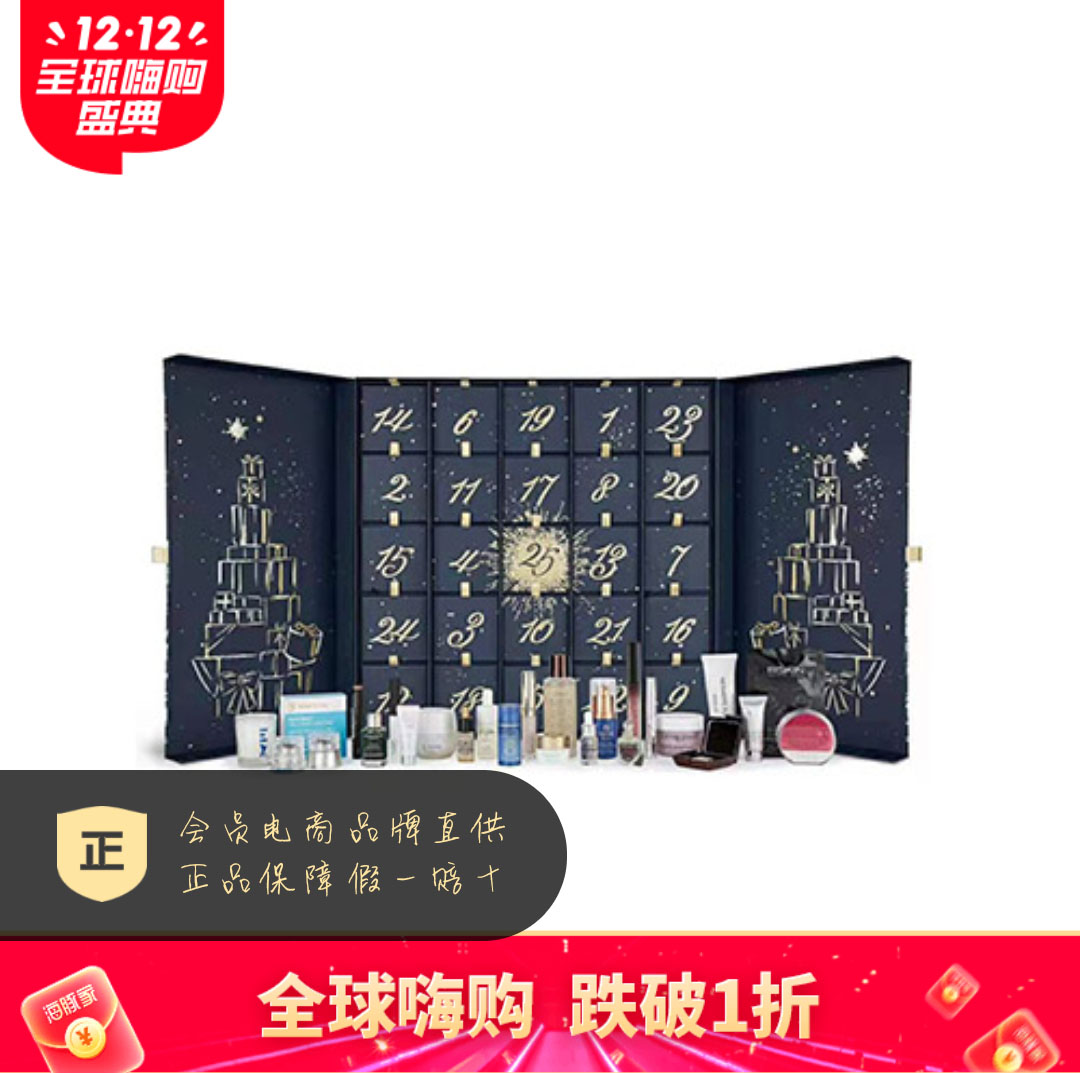 12·12
全球嗨购
盛典
14 6 19 1 23
2 11 17 8 20
15 4 25 13 7
24 3 10 21 16
18 9
正
会员电商品牌直供
正品保障假一赔十
海豚家
全球嗨购 跌破1折